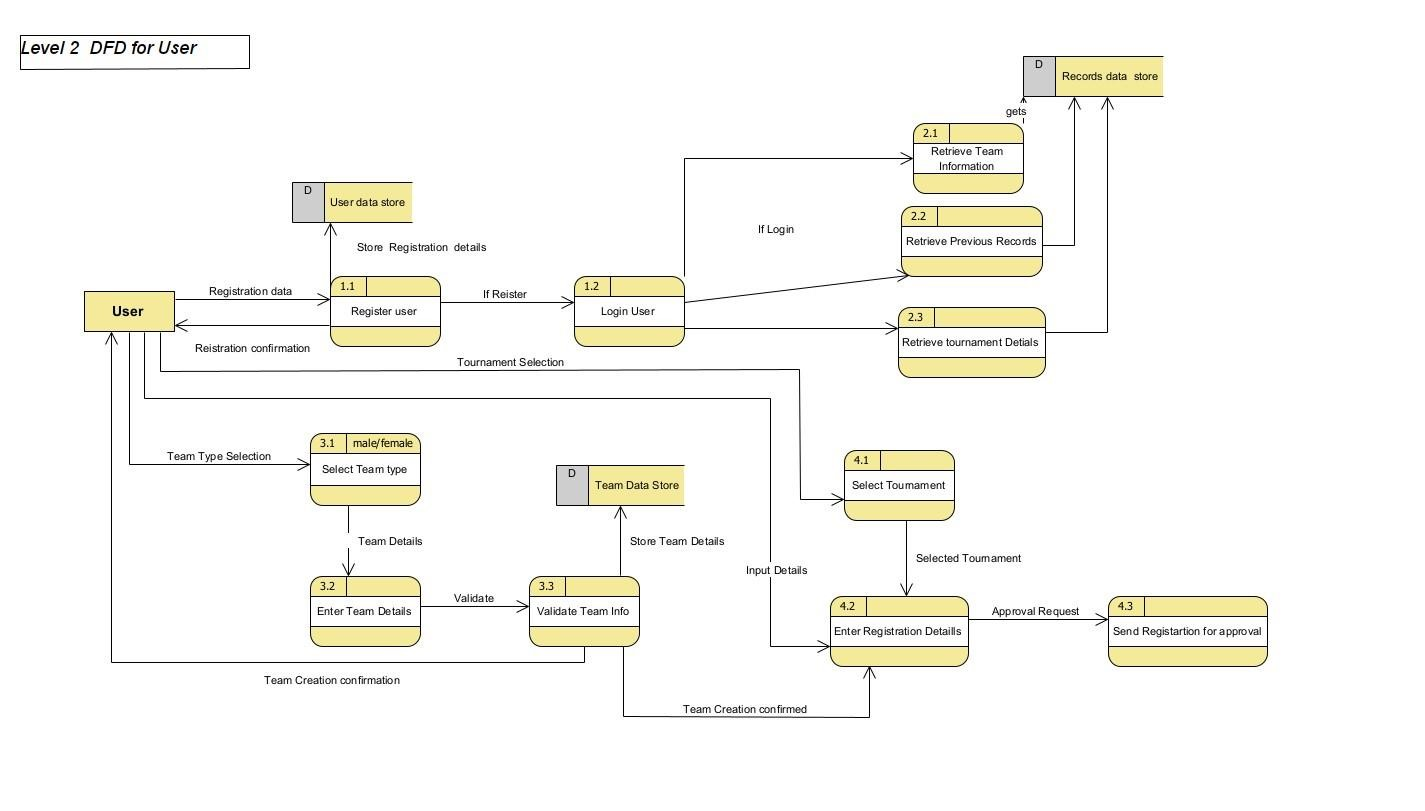 Level 2  DFD for User
D
Records data  store
gets
2.1
Retrieve Team
Information
D
User data store
2.2
Retrieve Previous Records
If Login
Store  Registration  details
1.1
Register user
If Reister
1.2
Login User
Registration data
User
Reistration confirmation
2.3
Retrieve tournament Detials
Tournament Selection
3.1
male/female
Select Team type
Team Type Selection
D
Team Data Store
4.1
Select Tournament
Team Details
Store Team Details
Selected Tournament
Input Details
3.2
Enter Team Details
Validate
3.3
Validate Team Info
4.2
Enter Registration Detaills
Approval Request
4.3
Send Registartion for approval
Team Creation confirmation
Team Creation confirmed